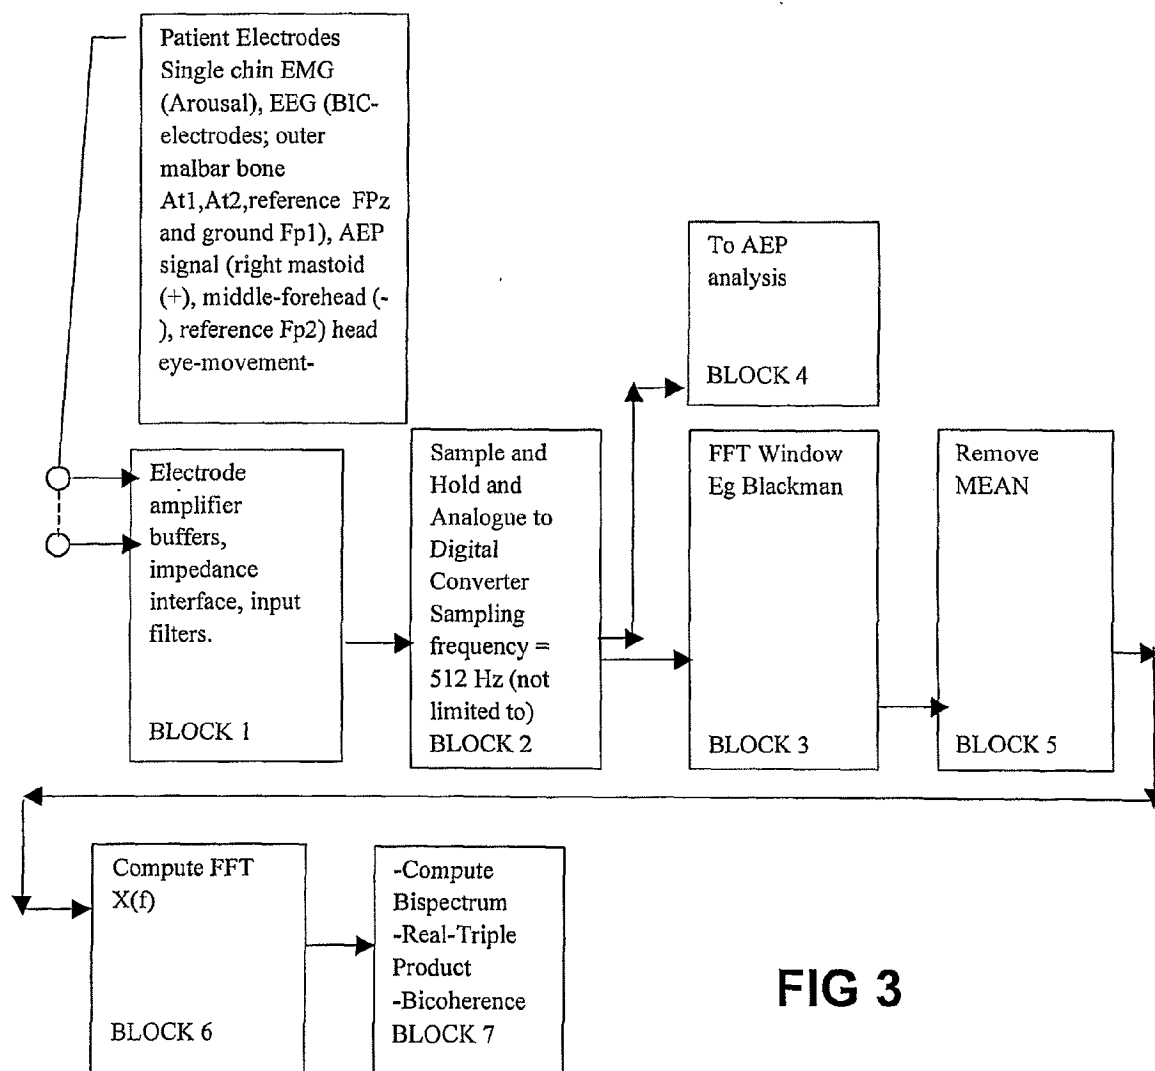 Patient Electrodes
Single chin EMG
(Arousal), EEG (BIC-
electrodes; outer
malbar bone
At1,At2,reference FPz
and ground Fp1), AEP
signal (right mastoid
(+), middle-forehead (-
), reference Fp2) head
eye-movement-
To AEP
analysis
BLOCK 4
Electrode
amplifier
buffers,
impedance
interface, input
filters.
BLOCK 1
Sample and
Hold and
Analogue to
Digital
Converter
Sampling
frequency =
512 Hz (not
limited to)
BLOCK 2
FFT Window
Eg Blackman
BLOCK 3
Remove
MEAN
BLOCK 5
Compute FFT
X(f)
BLOCK 6
-Compute
Bispectrum
-Real-Triple
Product
-Bicoherence
BLOCK 7
FIG 3